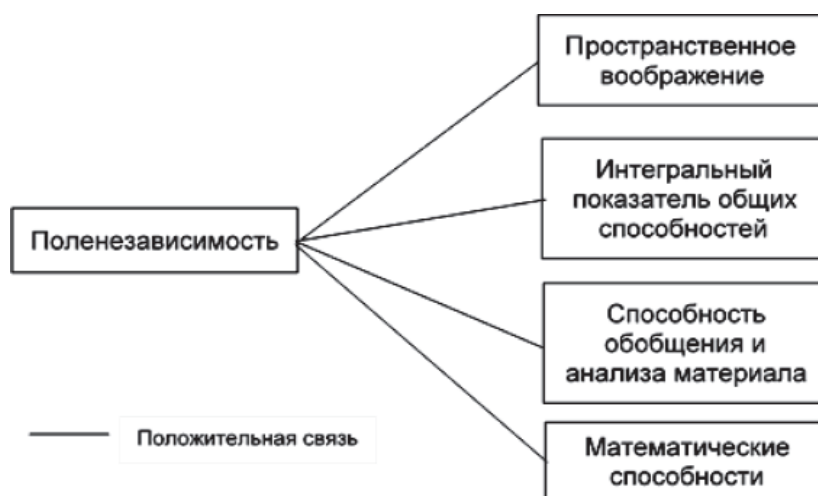 Пространственное
воображение
Интегральный
показатель общих
способностей
Поленезависимость
Способность
обобщения и
анализа материала
Положительная связь
Математические
способности